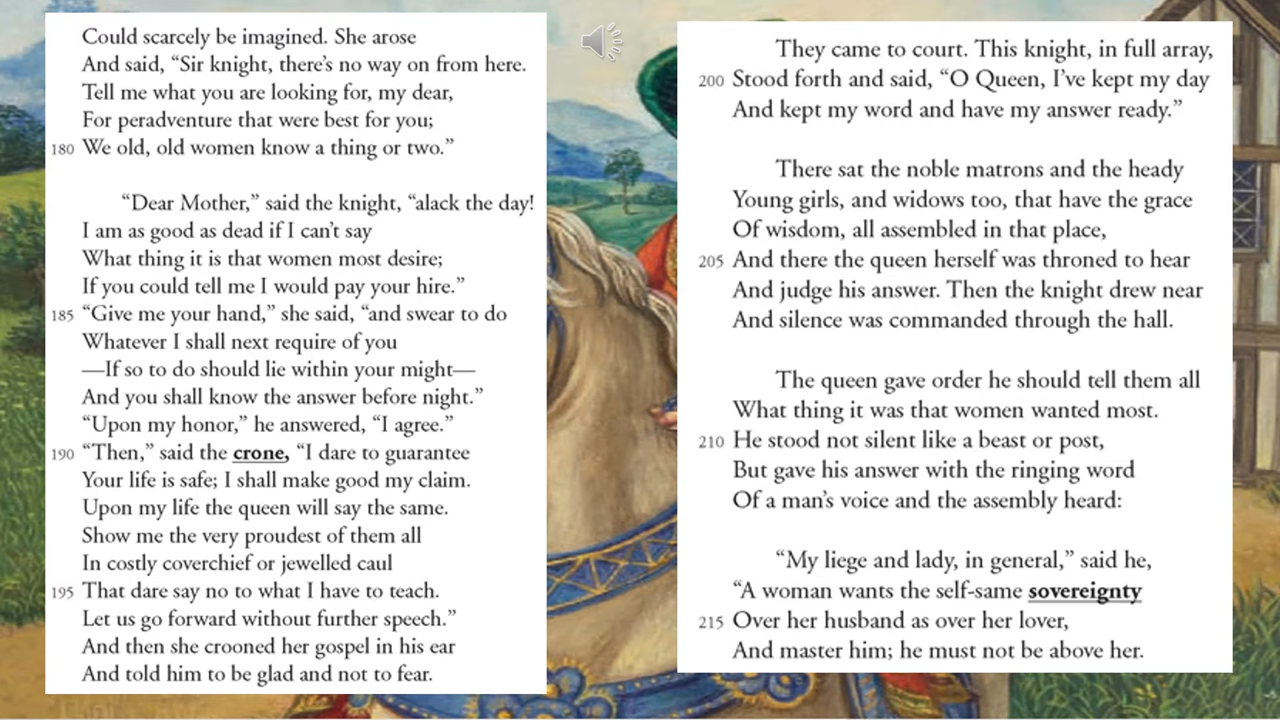 Could scarcely be imagined. She arose
And said, “Sir knight, there’s no way on from here.
Tell me what you are looking for, my dear,
For peradventure that were best for you;
180 We old, old women know a thing or two.”
“Dear Mother,” said the knight, “alack the day!
I am as good as dead if I can’t say
What thing it is that women most desire;
If you could tell me I would pay your hire.”
185 “Give me your hand,” she said, “and swear to do
Whatever I shall next require of you
—If so to do should lie within your might—
And you shall know the answer before night.”
“Upon my honor,” he answered, “I agree.”
190 “Then,” said the crone, “I dare to guarantee
Your life is safe; I shall make good my claim.
Upon my life the queen will say the same.
Show me the very proudest of them all
In costly coverchief or jewelled caul
195 That dare say no to what I have to teach.
Let us go forward without further speech.”
And then she crooned her gospel in his ear
And told him to be glad and not to fear.
They came to court. This knight, in full array,
200 Stood forth and said, “O Queen, I’ve kept my day
And kept my word and have my answer ready.”
There sat the noble matrons and the heady
Young girls, and widows too, that have the grace
Of wisdom, all assembled in that place,
205 And there the queen herself was throned to hear
And judge his answer. Then the knight drew near
And silence was commanded through the hall.
The queen gave order he should tell them all
What thing it was that women wanted most.
210 He stood not silent like a beast or post,
But gave his answer with the ringing word
Of a man’s voice and the assembly heard:
“My liege and lady, in general,” said he,
“A woman wants the self-same sovereignty
215 Over her husband as over her lover,
And master him; he must not be above her.